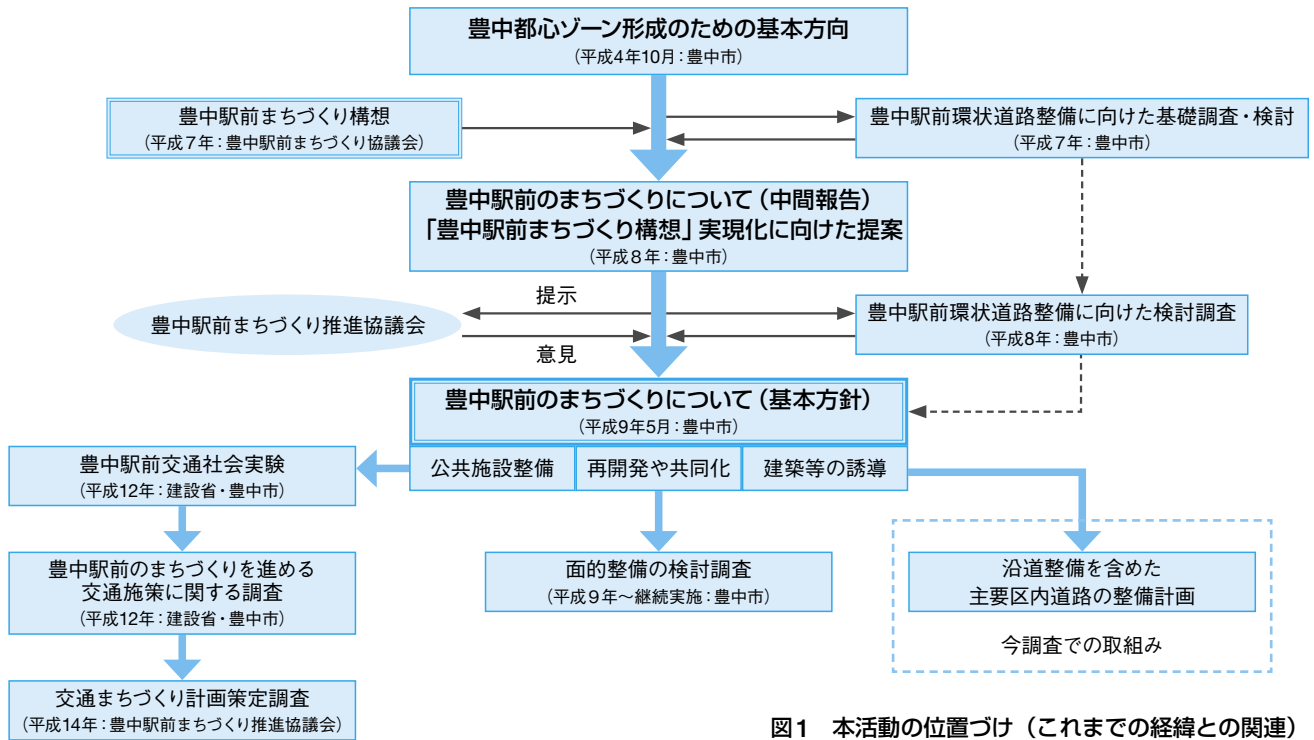 豊中都心ゾーン形成のための基本方向
（平成4年10月：豊中市）
豊中駅前まちづくり構想
（平成7年：豊中駅前まちづくり協議会）
豊中駅前環状道路整備に向けた基礎調査・検討
（平成7年：豊中市）
豊中駅前のまちづくりについて（中間報告）
「豊中駅前まちづくり構想」実現化に向けた提案
（平成8年：豊中市）
提示
豊中駅前まちづくり推進協議会
意見
豊中駅前環状道路整備に向けた検討調査
（平成8年：豊中市）
豊中駅前のまちづくりについて（基本方針）
（平成9年5月：豊中市）
公共施設整備
再開発や共同化
建築等の誘導
豊中駅前交通社会実験
（平成12年：建設省・豊中市）
豊中駅前のまちづくりを進める
交通施策に関する調査
（平成12年：建設省・豊中市）
交通まちづくり計画策定調査
（平成14年：豊中駅前まちづくり推進協議会）
面的整備の検討調査
（平成9年～継続実施：豊中市）
沿道整備を含めた
主要区内道路の整備計画
今調査での取組み
図1　本活動の位置づけ（これまでの経緯との関連）